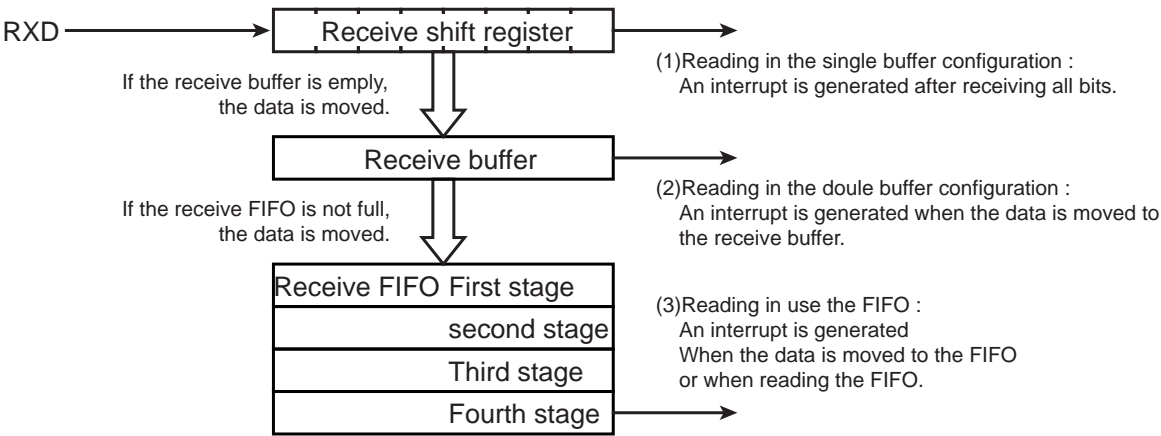 RXD
Receive shift register
(1)Reading in the single buffer configuration :
An interrupt is generated after receiving all bits.
If the receive buffer is emply,
the data is moved.
Receive buffer
(2)Reading in the doule buffer configuration :
An interrupt is generated when the data is moved to
the receive buffer.
If the receive FIFO is not full,
the data is moved.
Receive FIFO First stage
second stage
Third stage
Fourth stage
(3)Reading in use the FIFO :
An interrupt is generated
When the data is moved to the FIFO
or when reading the FIFO.